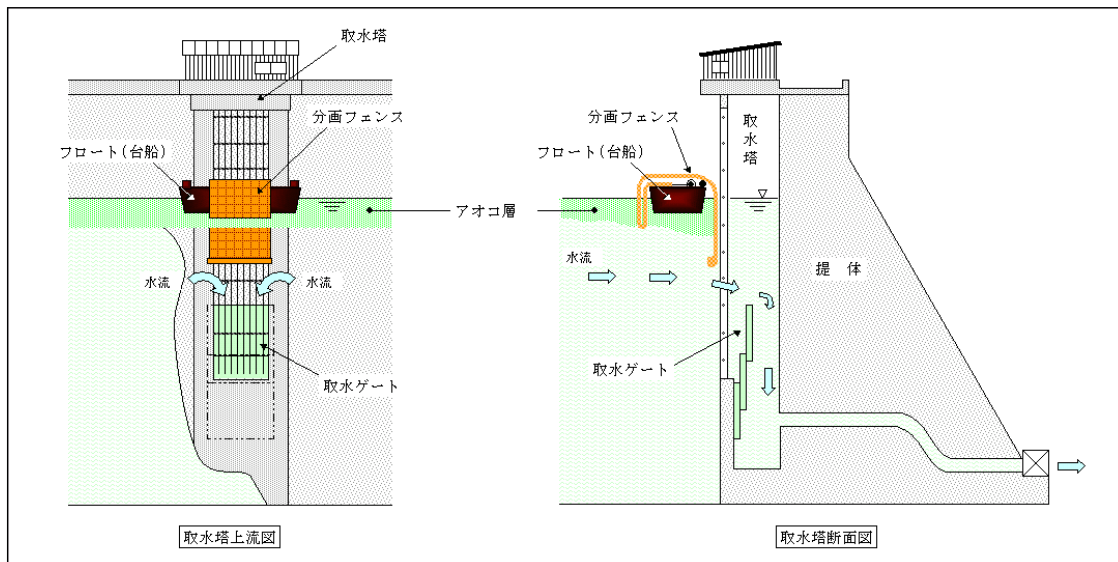 取水塔
分画フェンス
フロート(台船)
アオコ層
水流
水流
取水ゲート
取水塔上流図
分画フェンス
フロート(台船)
取水塔
水流
提 体
取水ゲート
取水塔断面図